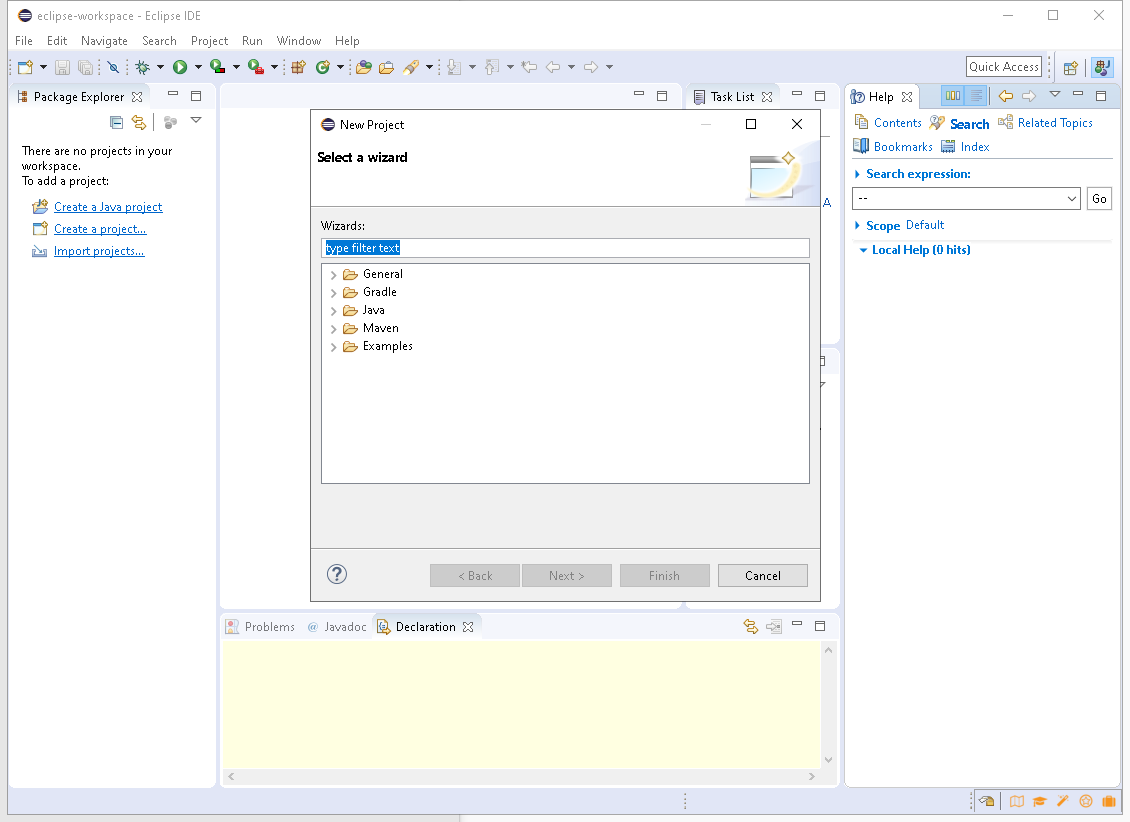 eclipse-workspace - Eclipse IDE
File Edit Navigate Search Project Run Window Help
Quick Access
Package Explorer
There are no projects in your
workspace.
To add a project:
Create a Java project
Create a project...
Import projects...
Task List
A
New Project
Select a wizard
Wizards:
type filter text
General
Gradle
Java
Maven
Examples
?
< Back
Next >
Finish
Cancel
Help
Contents Search Related Topics
Bookmarks Index
Search expression:
--
Go
Scope Default
Local Help (0 hits)
Problems @ Javadoc Declaration